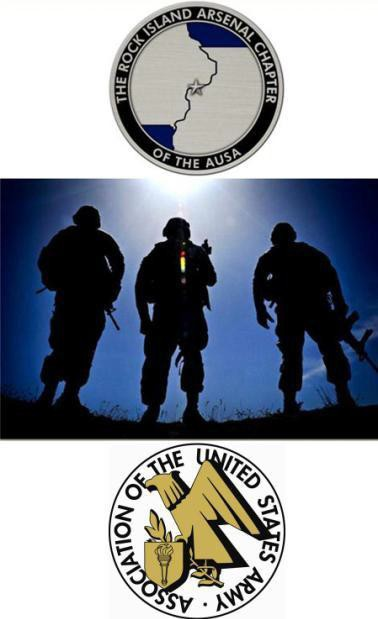 THE ROCK ISLAND ARSENAL CHAPTER
OF THE AUSA
ASSOCIATION OF THE UNITED STATES ARMY ·